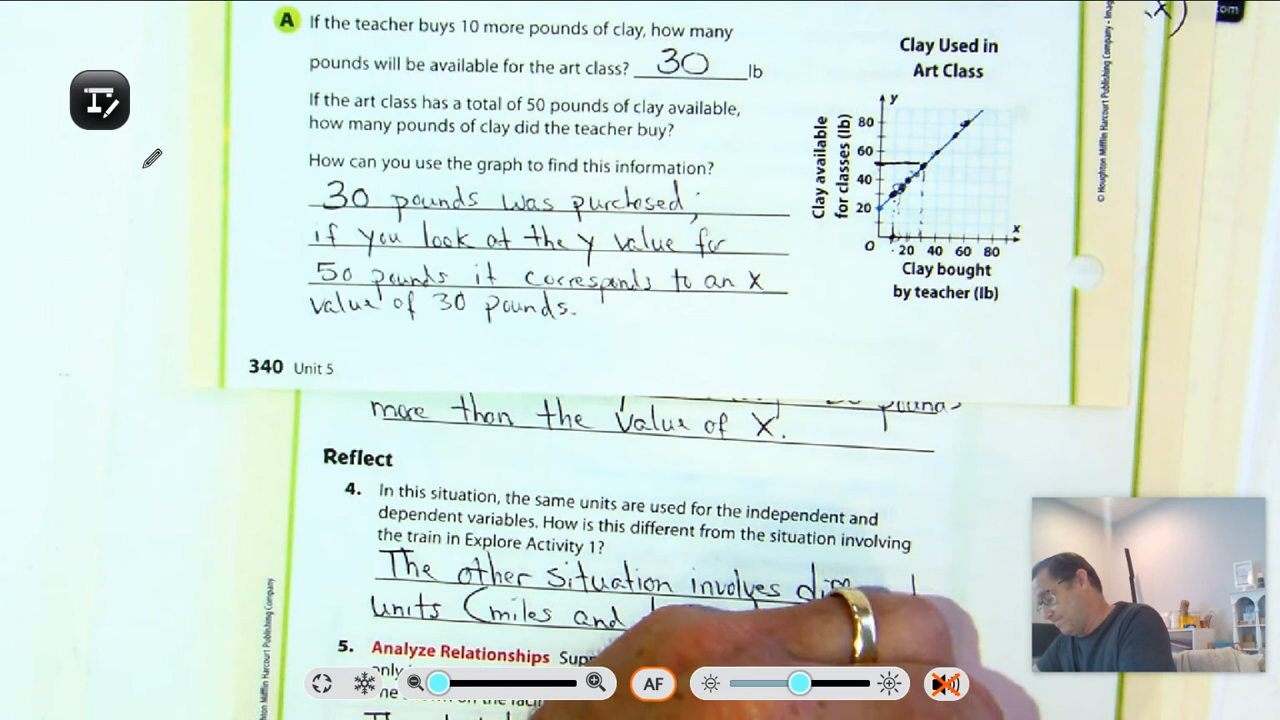 A If the teacher buys 10 more pounds of clay, how many
pounds will be available for the art class? 30 lb
If the art class has a total of 50 pounds of clay available,
how many pounds of clay did the teacher buy?
How can you use the graph to find this information?
30 pounds was purchased;
if you look at the y value for
50 pounds it corresponds to an x
value of 30 pounds.
Clay Used in
Art Class
Clay available
for classes (lb)
y
80
60
40
20
O
20 40 60 80
x
Clay bought
by teacher (lb)
© Houghton Mifflin Harcourt Publishing Company
340 Unit 5
pounds
more than the value of x.
Reflect
4. In this situation, the same units are used for the independent and
dependent variables. How is this different from the situation involving
the train in Explore Activity 1?
The other situation involves
units (miles and
5. Analyze Relationships
only
Harcourt Publishing Company
AF